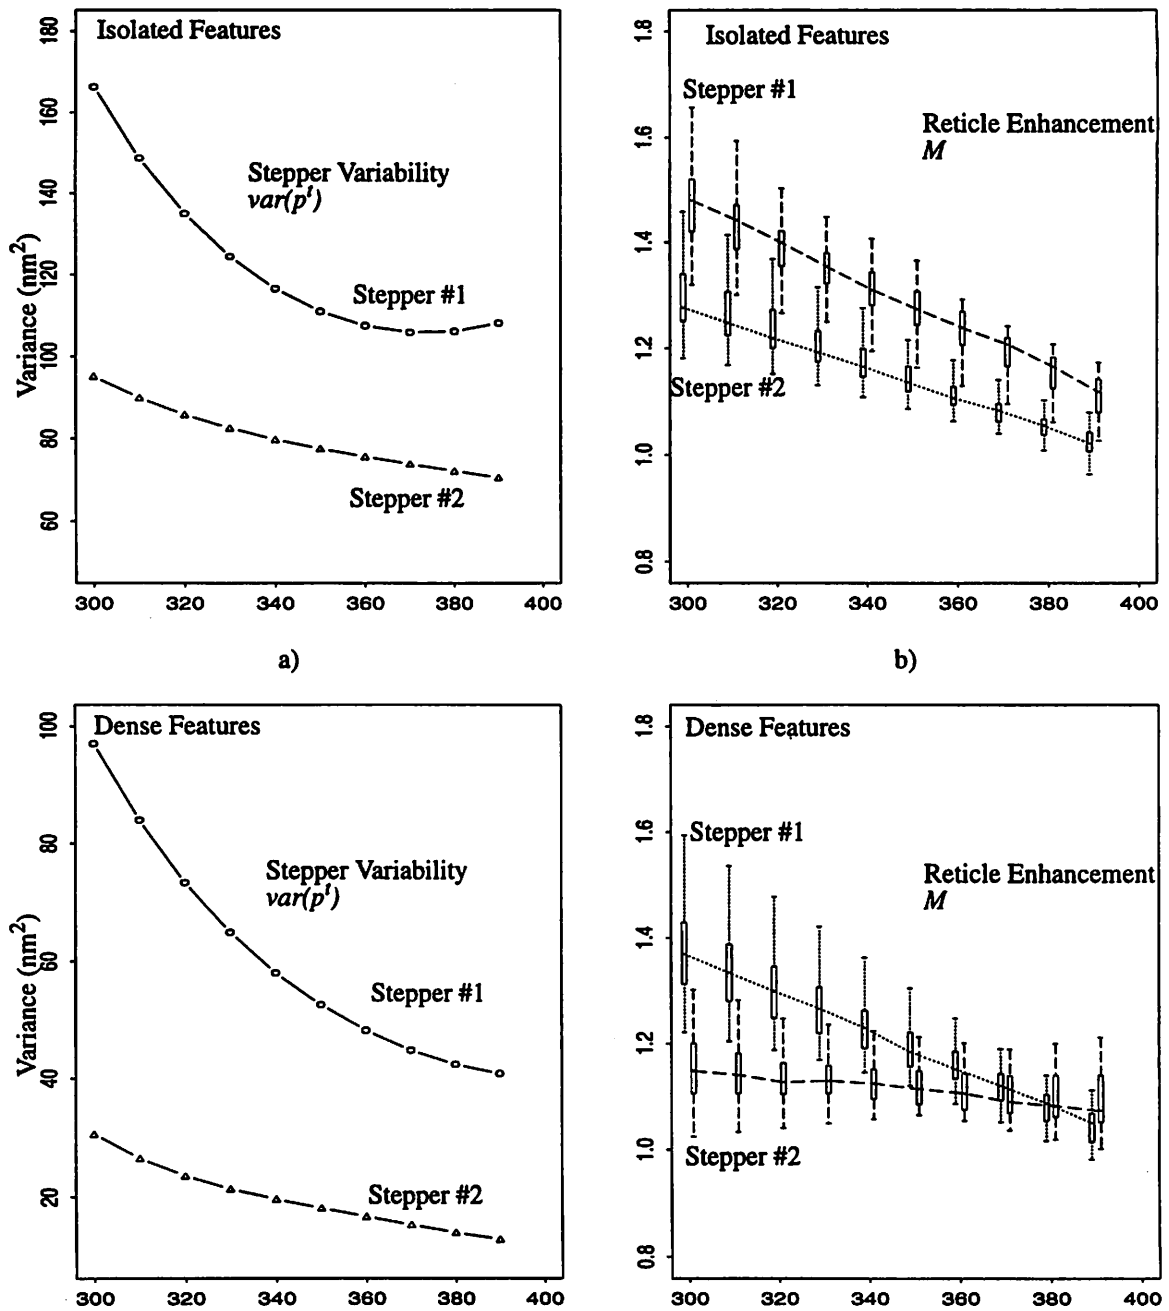 Isolated Features
Stepper Variability
var(pᵗ)
Stepper #1
Stepper #2
Variance (nm²)
180
160
140
120
100
80
60
300 320 340 360 380 400
a)
Isolated Features
Stepper #1
Reticle Enhancement
M
Stepper #2
1.8
1.6
1.4
1.2
1.0
0.8
300 320 340 360 380 400
b)
Dense Features
Stepper Variability
var(pᵗ)
Stepper #1
Stepper #2
Variance (nm²)
100
80
60
40
20
300 320 340 360 380 400
Dense Features
Stepper #1
Reticle Enhancement
M
Stepper #2
1.8
1.6
1.4
1.2
1.0
0.8
300 320 340 360 380 400